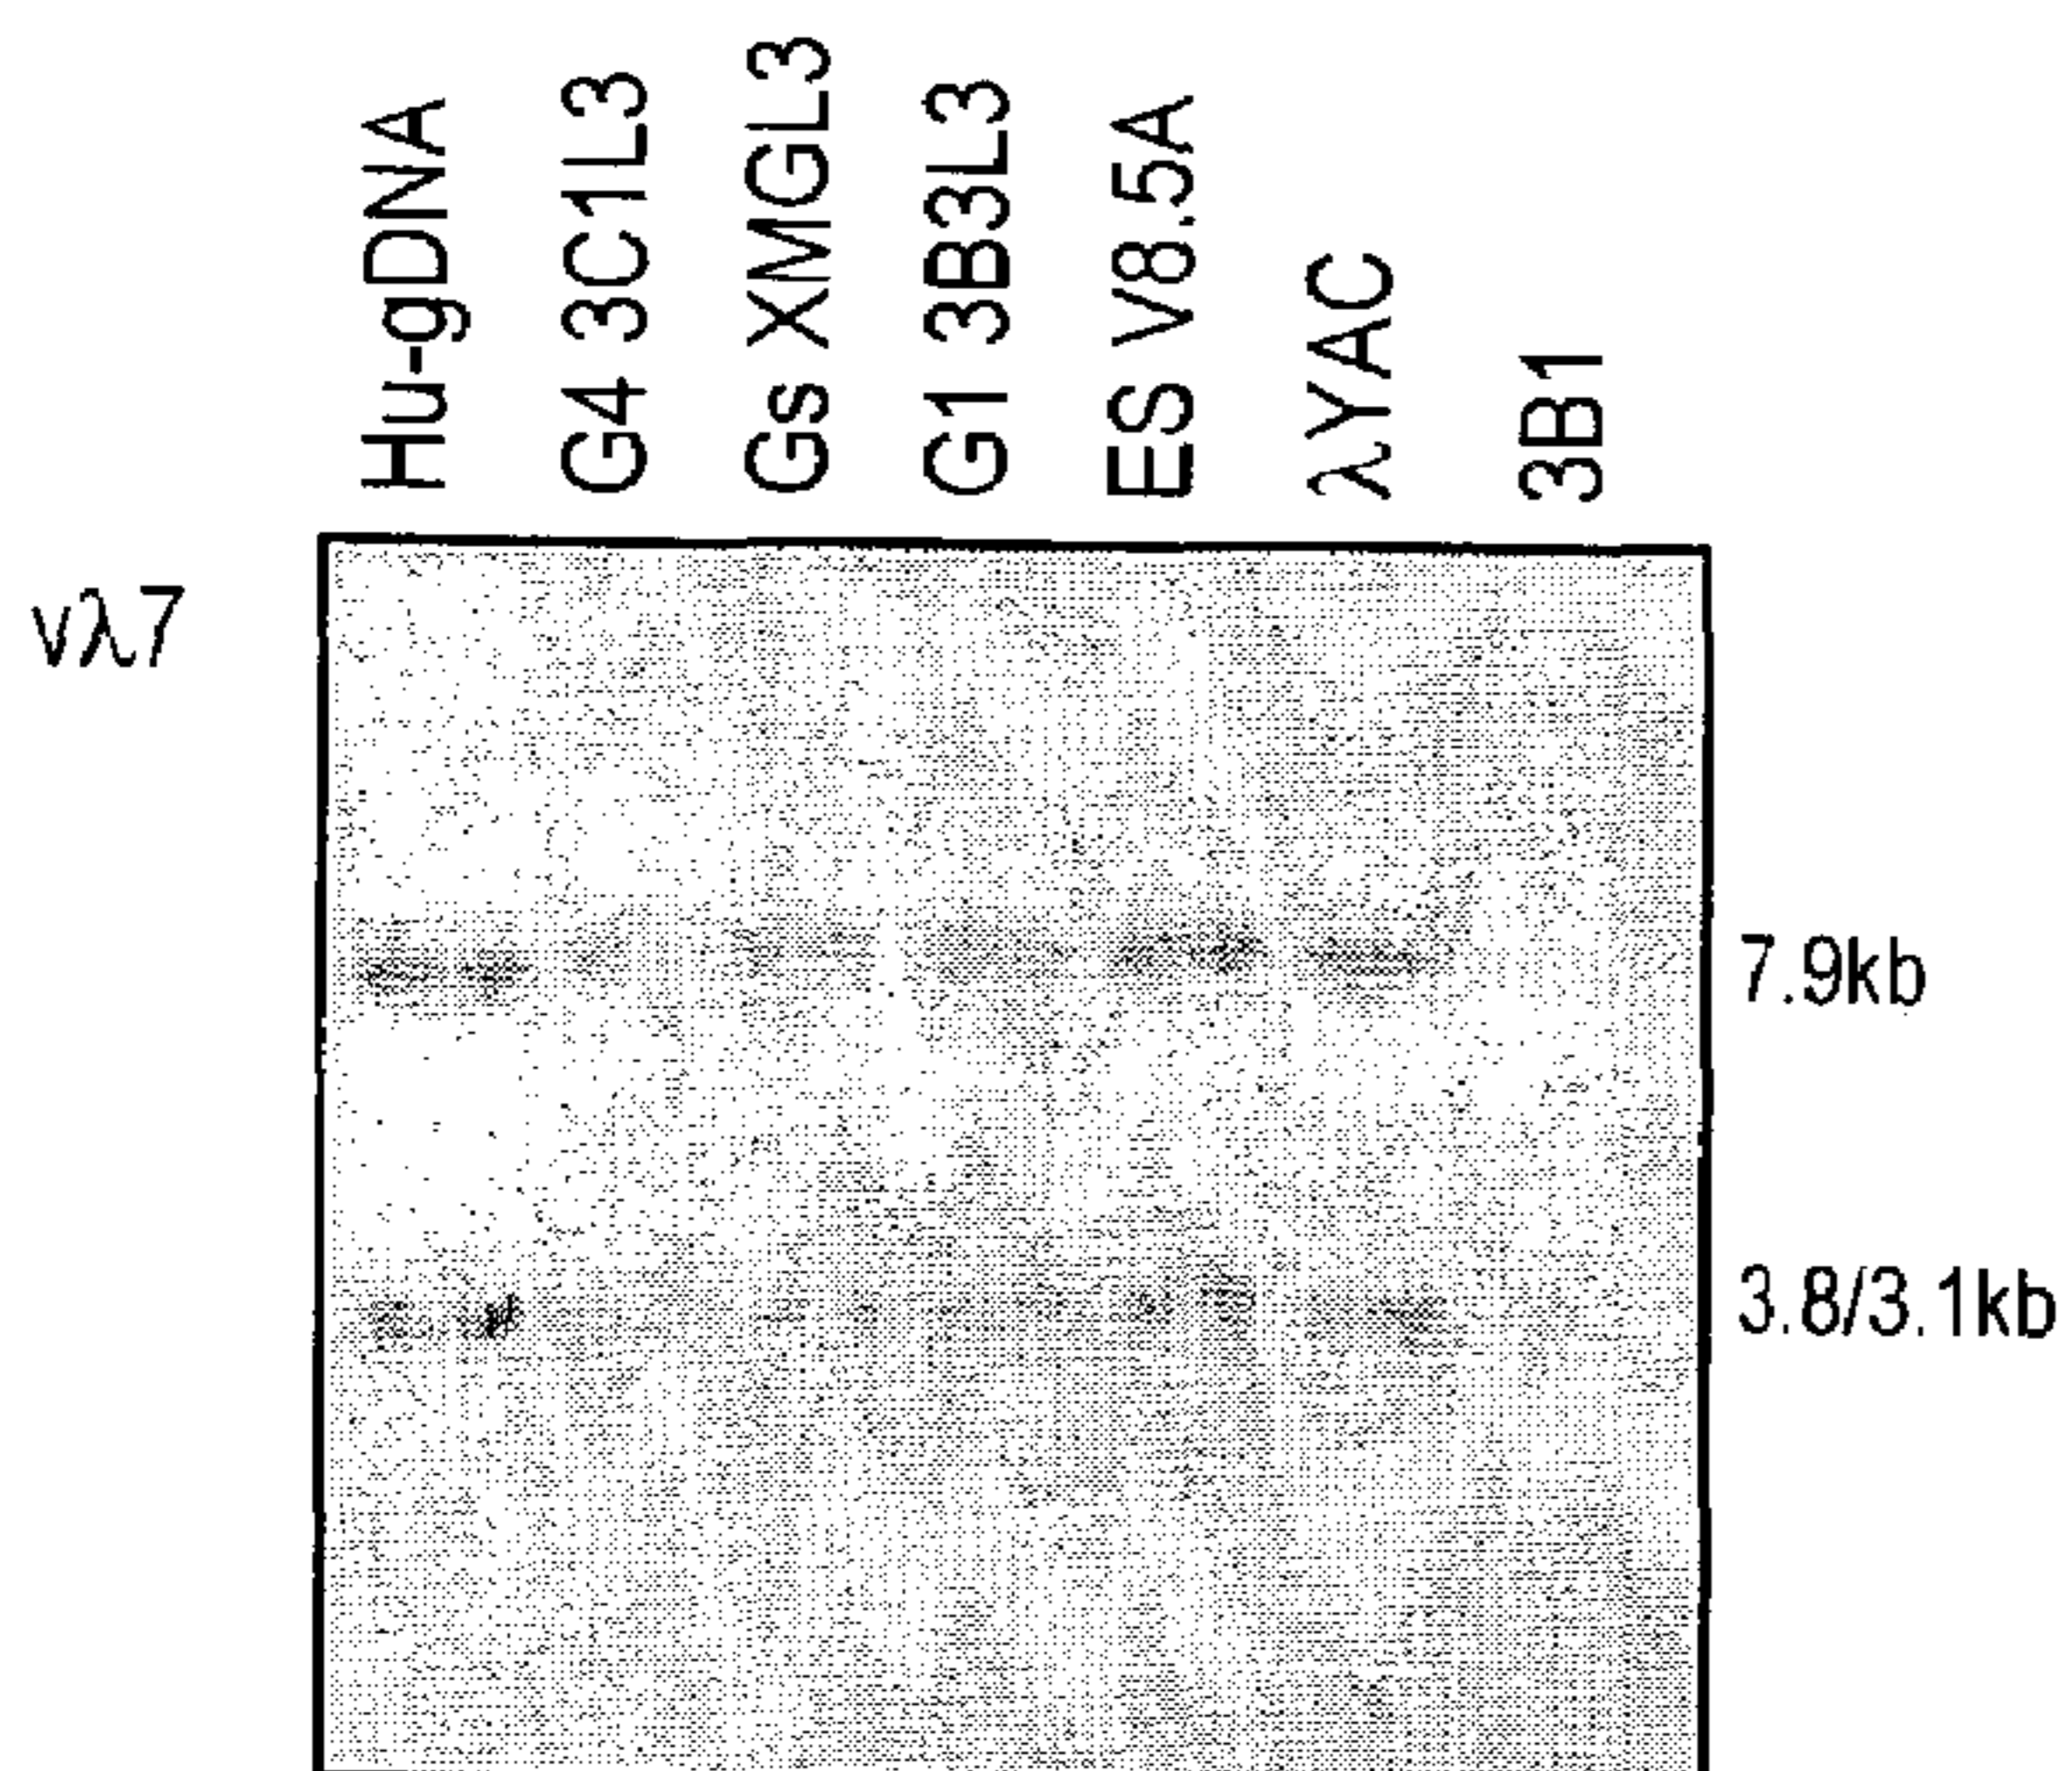 Hu-gDNA
G4 3C1L3
Gs XMGL3
G1 3B3L3
ES V8.5A
λYAC
3B1
vλ7
7.9kb
3.8/3.1kb